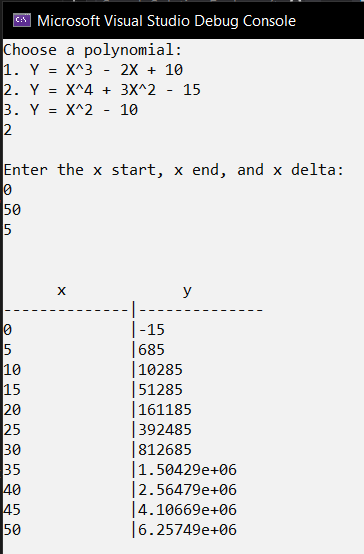 Microsoft Visual Studio Debug Console
Choose a polynomial:
1. Y = X^3 - 2X + 10
2. Y = X^4 + 3X^2 - 15
3. Y = X^2 - 10
2
Enter the x start, x end, and x delta:
0
50
5
x y
--------------|--------------
0 |-15
5 |685
10 |10285
15 |51285
20 |161185
25 |392485
30 |812685
35 |1.50429e+06
40 |2.56479e+06
45 |4.10669e+06
50 |6.25749e+06